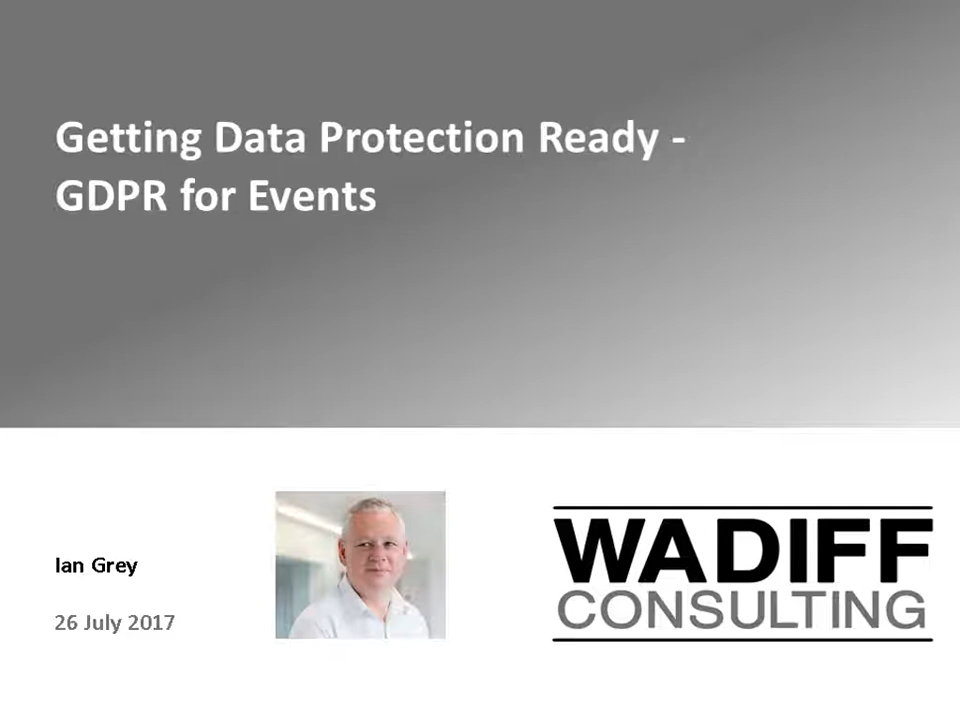 Getting Data Protection Ready -
GDPR for Events
Ian Grey
26 July 2017
WADIFF
CONSULTING